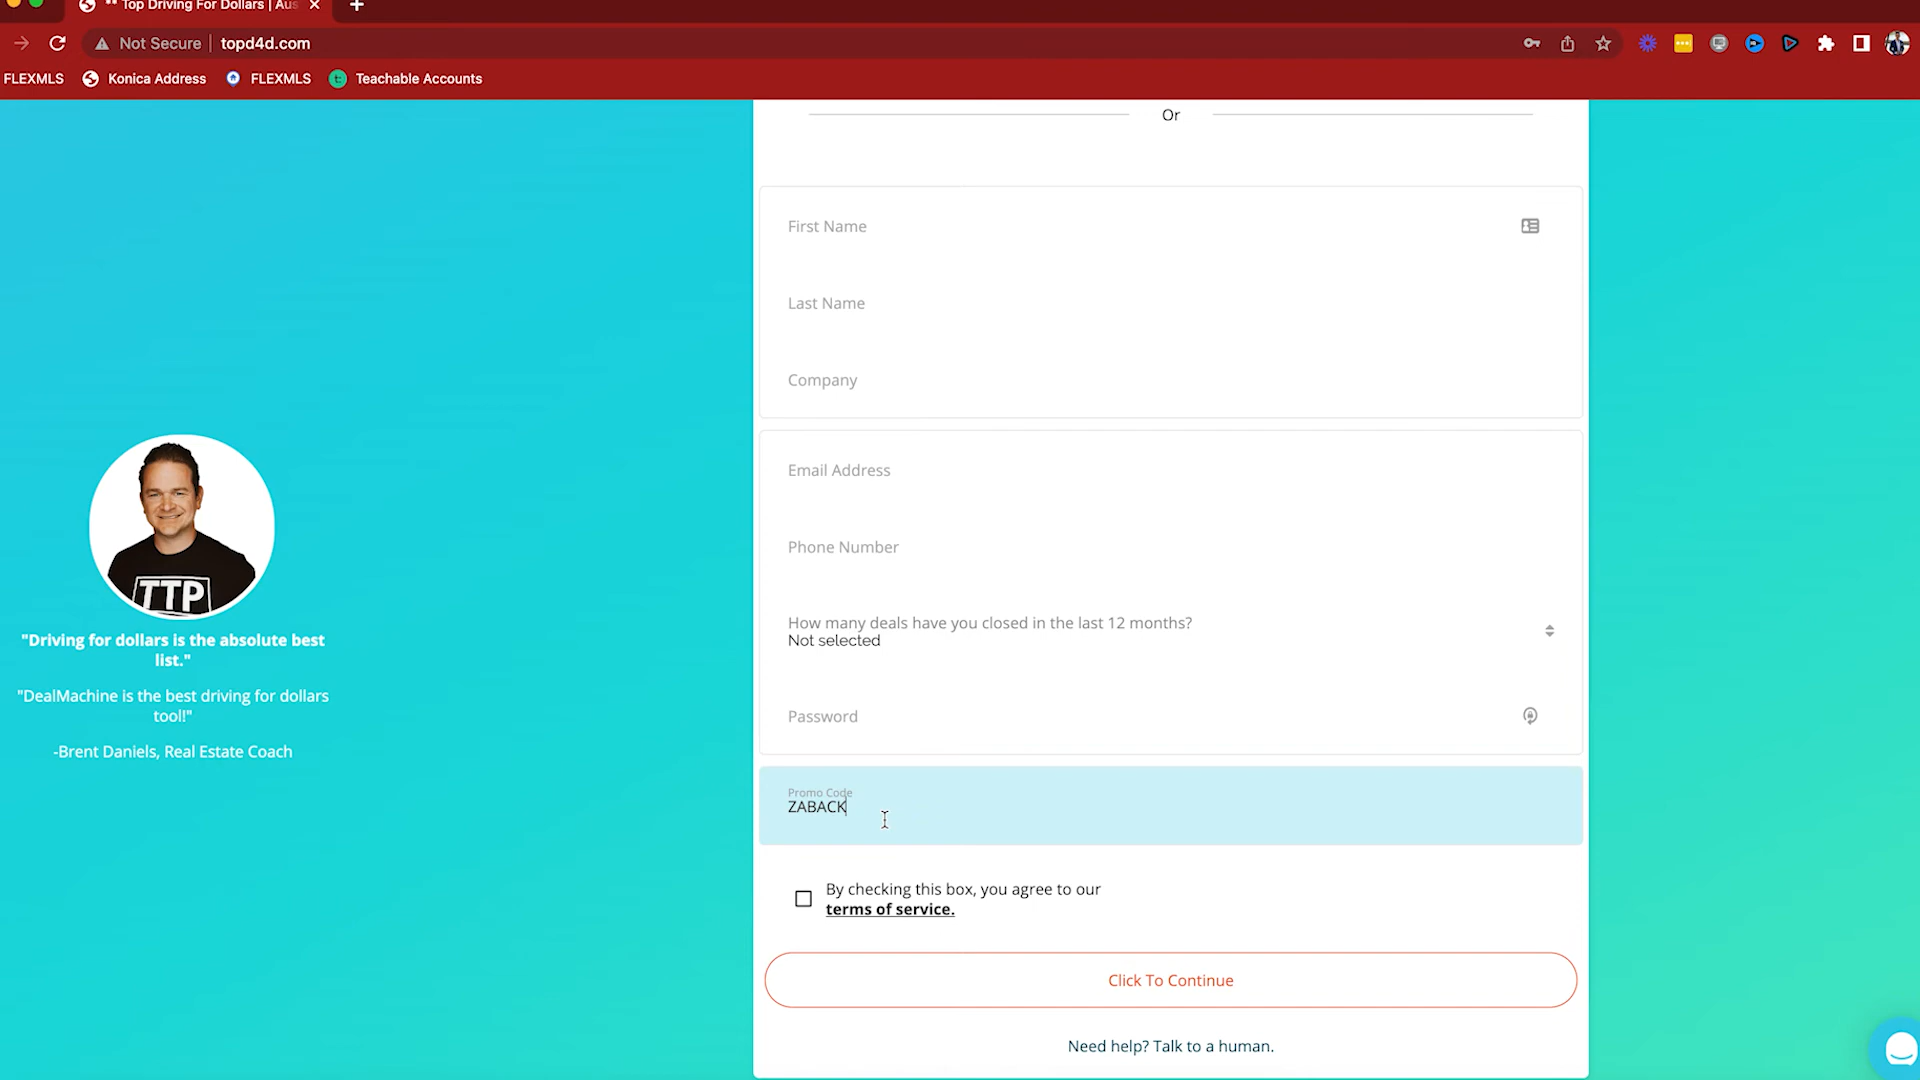 ** Top Driving For Dollars | Aus
Not Secure
topd4d.com
FLEXMLS
Konica Address
FLEXMLS
Teachable Accounts
Or
First Name
Last Name
Company
Email Address
Phone Number
How many deals have you closed in the last 12 months?
Not selected
Password
Promo Code
ZABACK
By checking this box, you agree to our
terms of service.
Click To Continue
Need help? Talk to a human.
TTP
"Driving for dollars is the absolute best
list."
"DealMachine is the best driving for dollars
tool!"
-Brent Daniels, Real Estate Coach